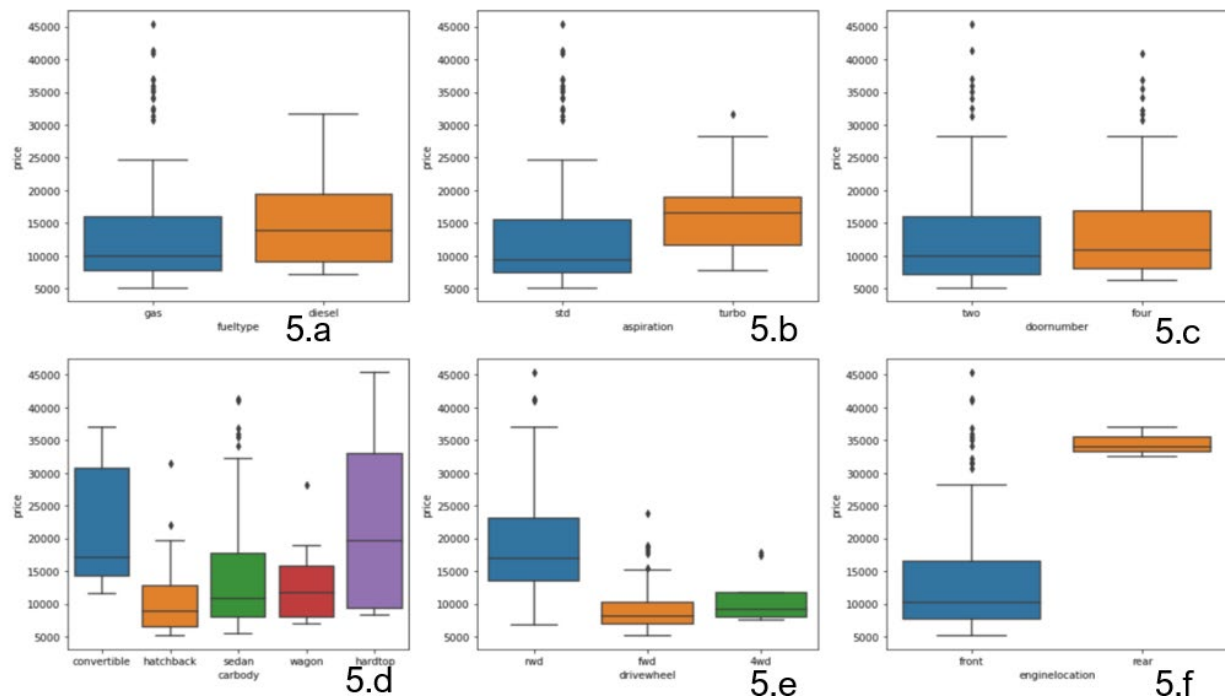 45000
40000
35000
30000
25000
20000
15000
10000
5000
price
gas
diesel
fueltype
5.a
45000
40000
35000
30000
25000
20000
15000
10000
5000
price
std
turbo
aspiration
5.b
45000
40000
35000
30000
25000
20000
15000
10000
5000
price
two
four
doornumber
5.c
45000
40000
35000
30000
25000
20000
15000
10000
5000
price
convertible
hatchback
sedan
wagon
hardtop
carbody
5.d
45000
40000
35000
30000
25000
20000
15000
10000
5000
price
rwd
fwd
4wd
drivewheel
5.e
45000
40000
35000
30000
25000
20000
15000
10000
5000
price
front
rear
enginelocation
5.f